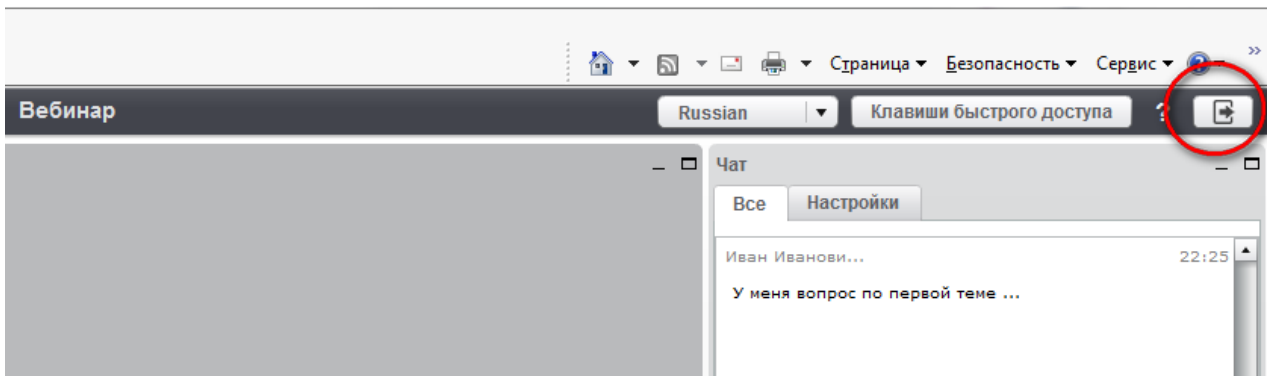 Страница Безопасность Сервис »
Вебинар Russian Клавиши быстрого доступа ?
Чат
Все Настройки
Иван Иванови... 22:25
У меня вопрос по первой теме ...